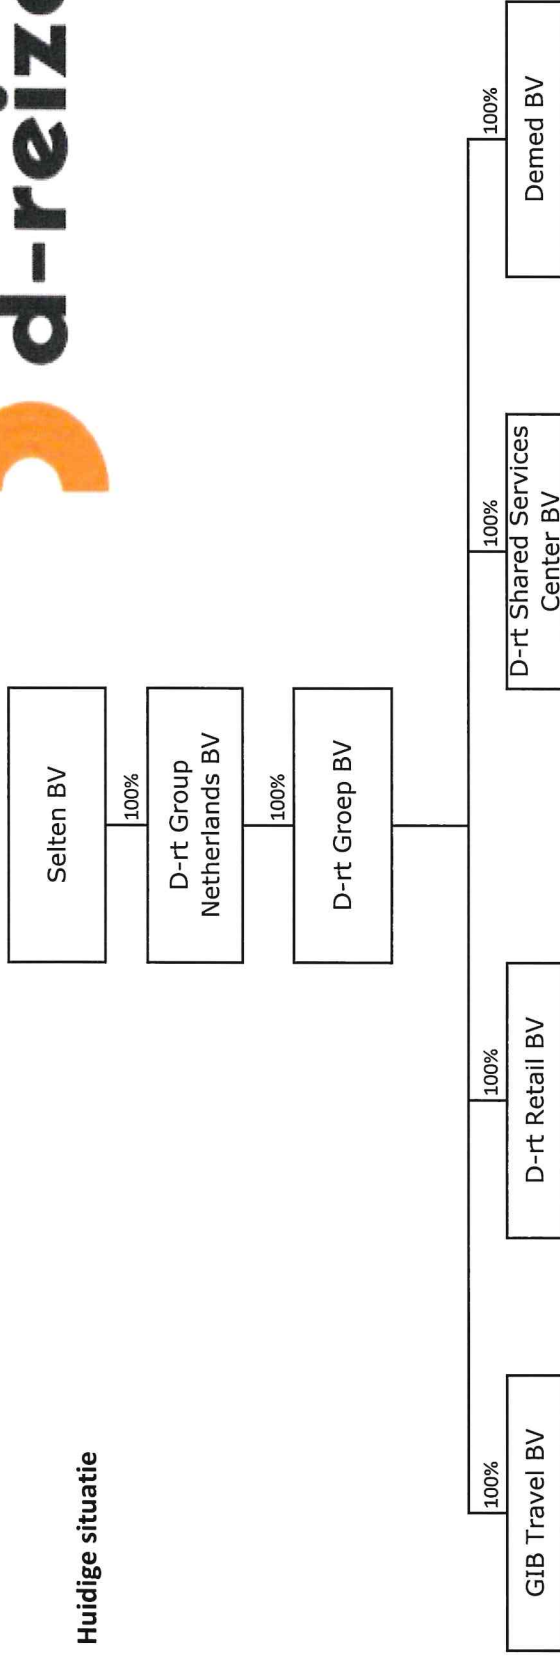 d-reize
Huidige situatie
Selten BV
100%
D-rt Group
Netherlands BV
100%
D-rt Groep BV
100%
100%
100%
100%
GIB Travel BV
D-rt Retail BV
D-rt Shared Services
Center BV
Demed BV